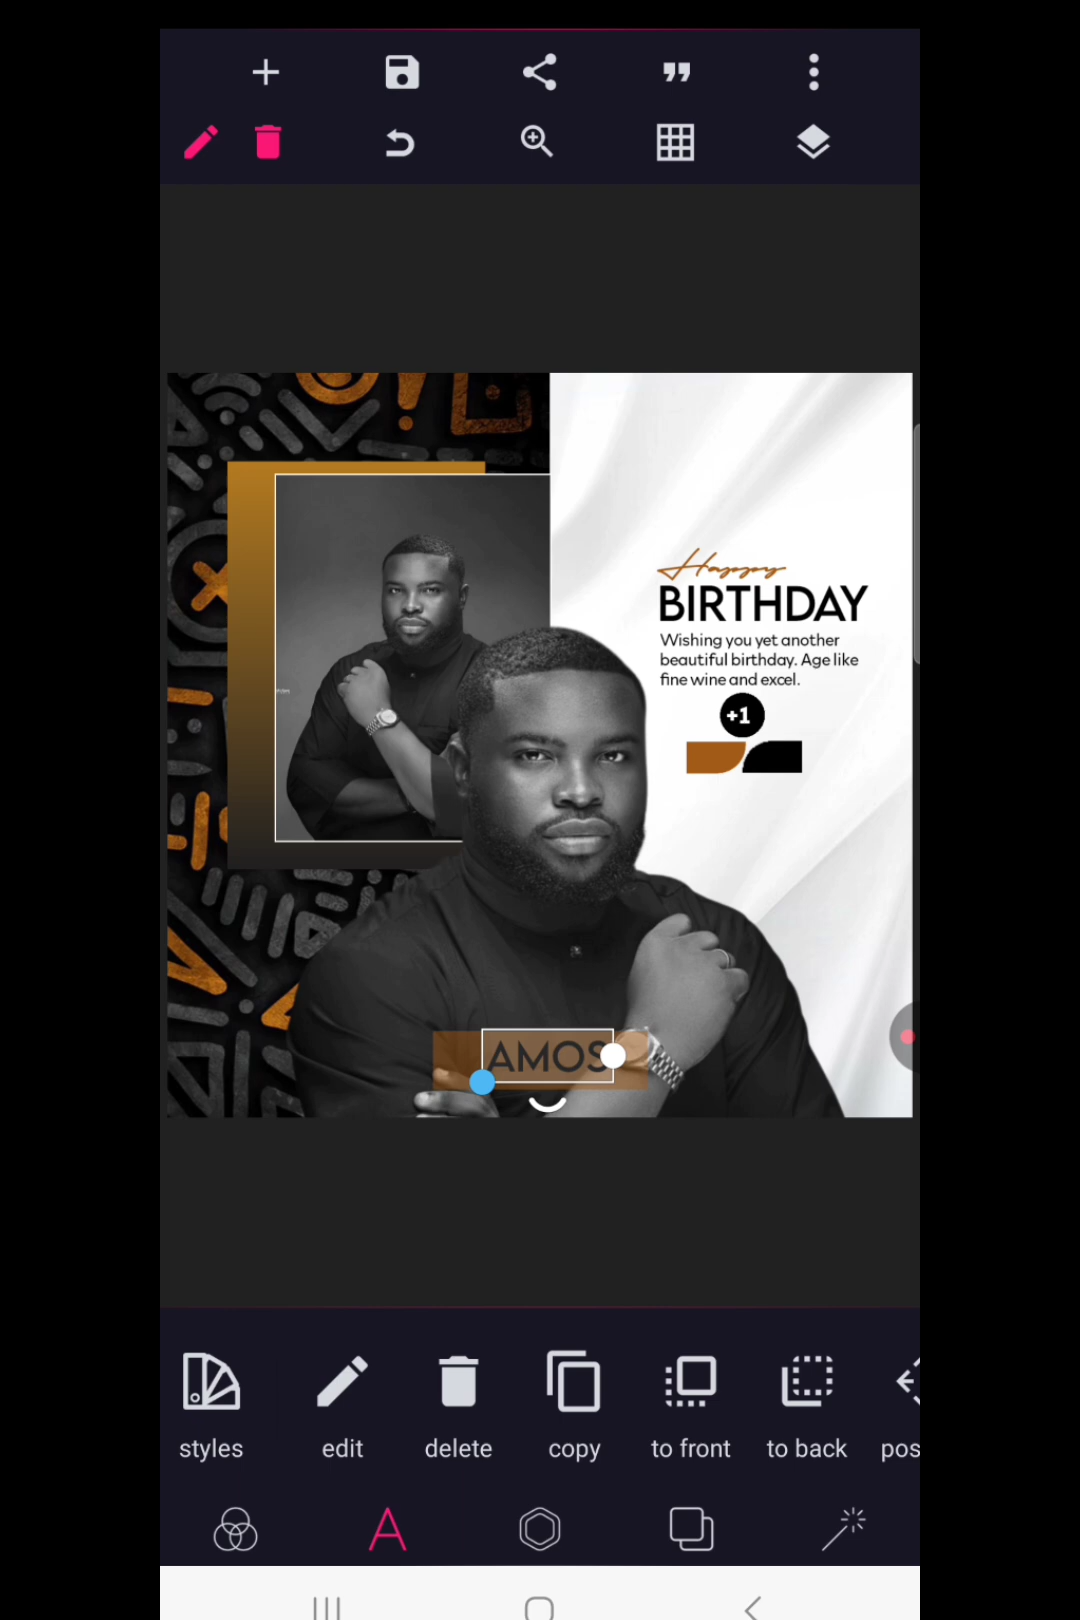 Happy
BIRTHDAY
Wishing you yet another
beautiful birthday. Age like
fine wine and excel.
+1
AMOS
styles
edit
delete
copy
to front
to back
pos